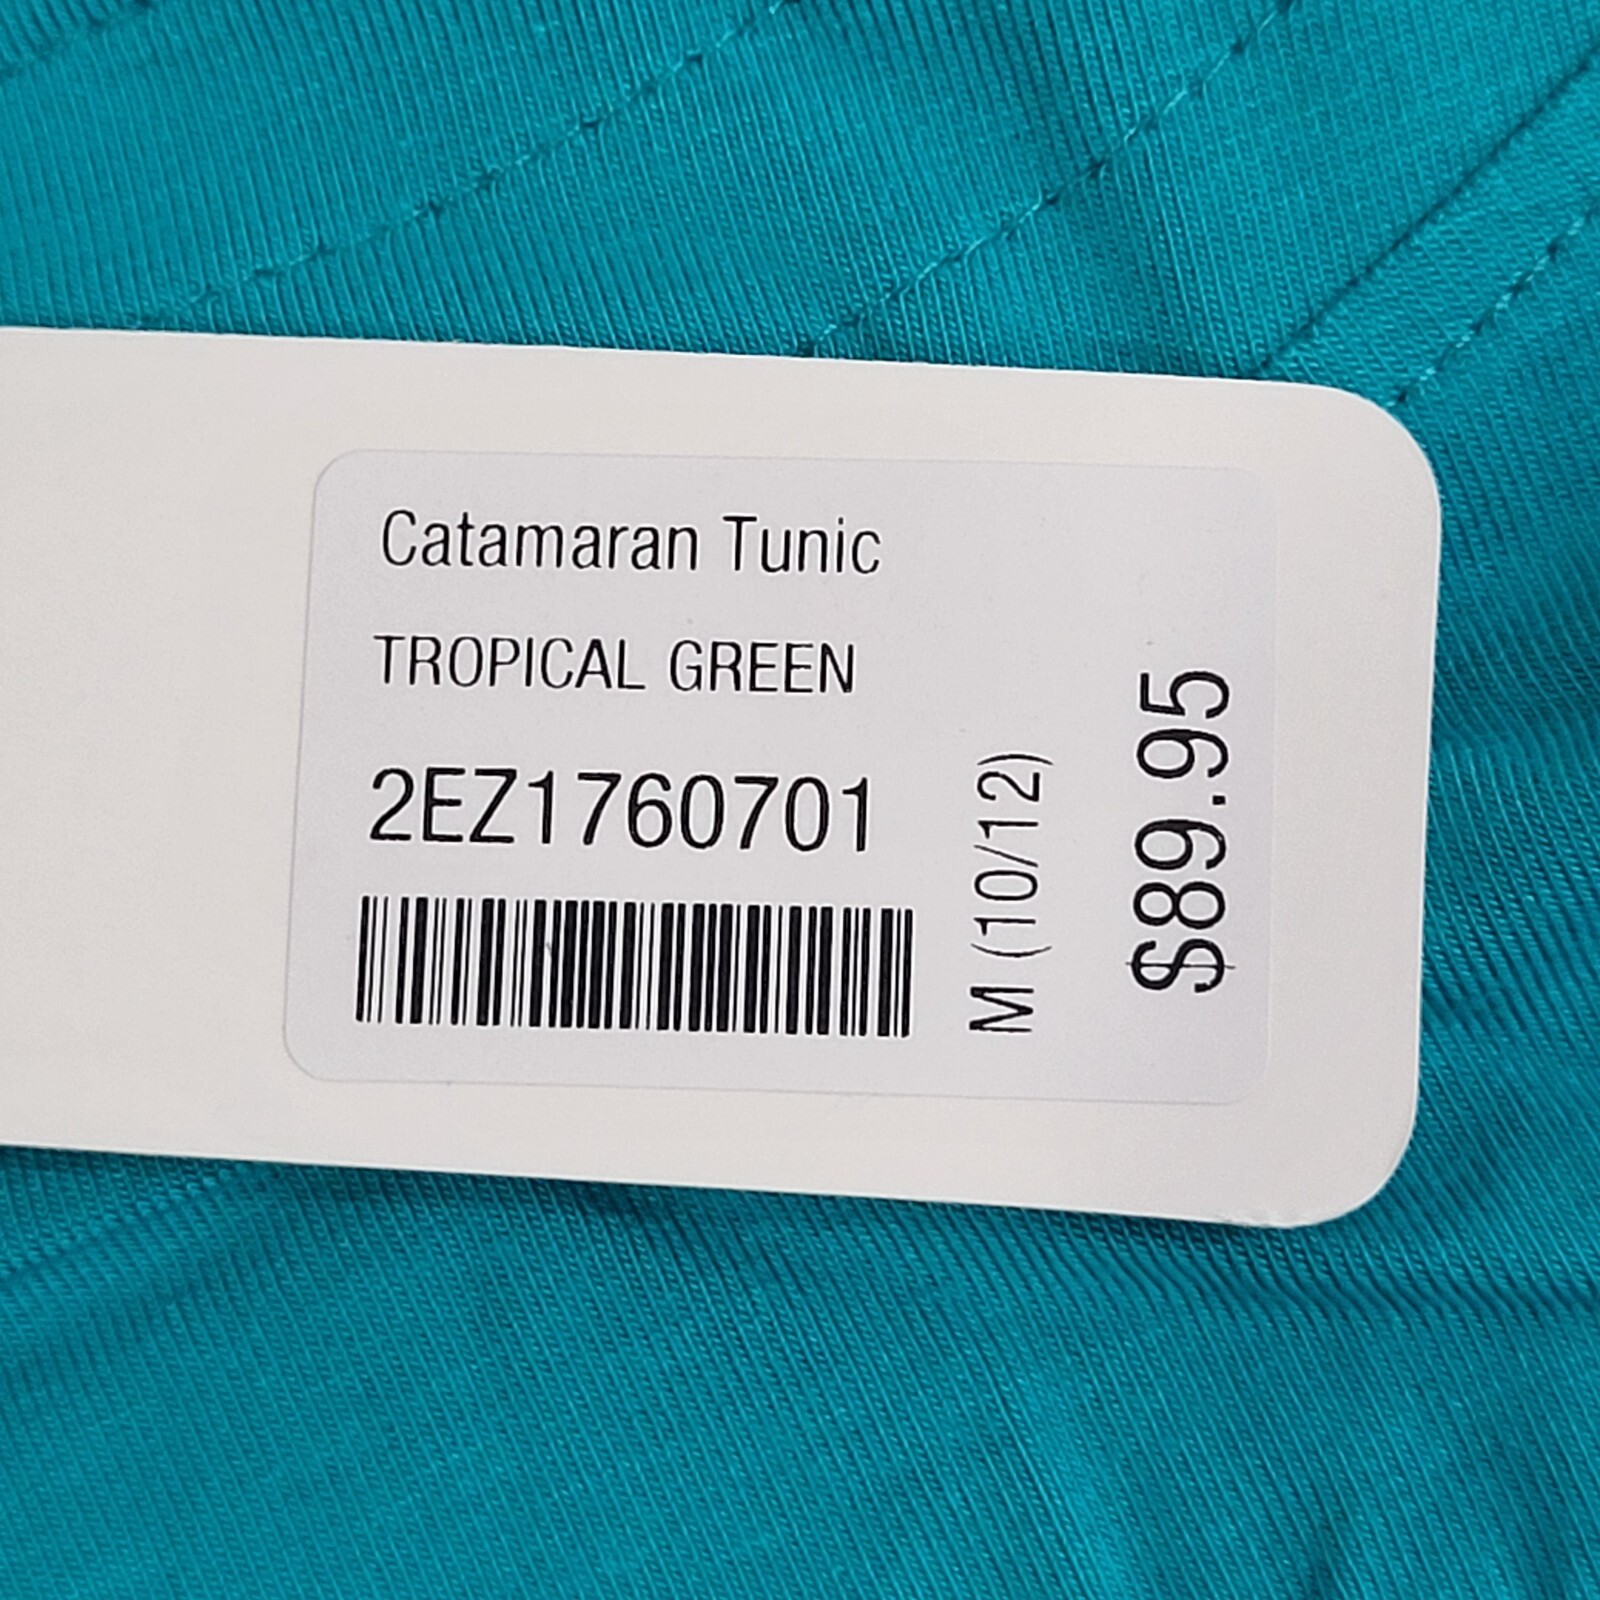 Catamaran Tunic
TROPICAL GREEN
2EZ1760701
M (10/12)
$89.95